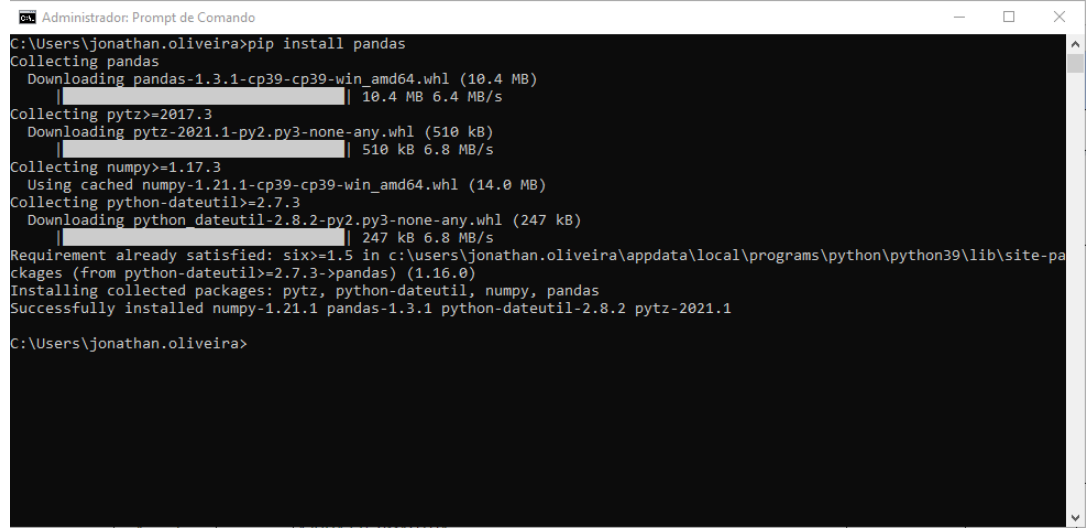 Administrador: Prompt de Comando
C:\Users\jonathan.oliveira>pip install pandas
Collecting pandas
  Downloading pandas-1.3.1-cp39-cp39-win_amd64.whl (10.4 MB)
     |                                | 10.4 MB 6.4 MB/s
Collecting pytz>=2017.3
  Downloading pytz-2021.1-py2.py3-none-any.whl (510 kB)
     |                                | 510 kB 6.8 MB/s
Collecting numpy>=1.17.3
  Using cached numpy-1.21.1-cp39-cp39-win_amd64.whl (14.0 MB)
Collecting python-dateutil>=2.7.3
  Downloading python_dateutil-2.8.2-py2.py3-none-any.whl (247 kB)
     |                                | 247 kB 6.8 MB/s
Requirement already satisfied: six>=1.5 in c:\users\jonathan.oliveira\appdata\local\programs\python\python39\lib\site-pa
ckages (from python-dateutil>=2.7.3->pandas) (1.16.0)
Installing collected packages: pytz, python-dateutil, numpy, pandas
Successfully installed numpy-1.21.1 pandas-1.3.1 python-dateutil-2.8.2 pytz-2021.1
C:\Users\jonathan.oliveira>